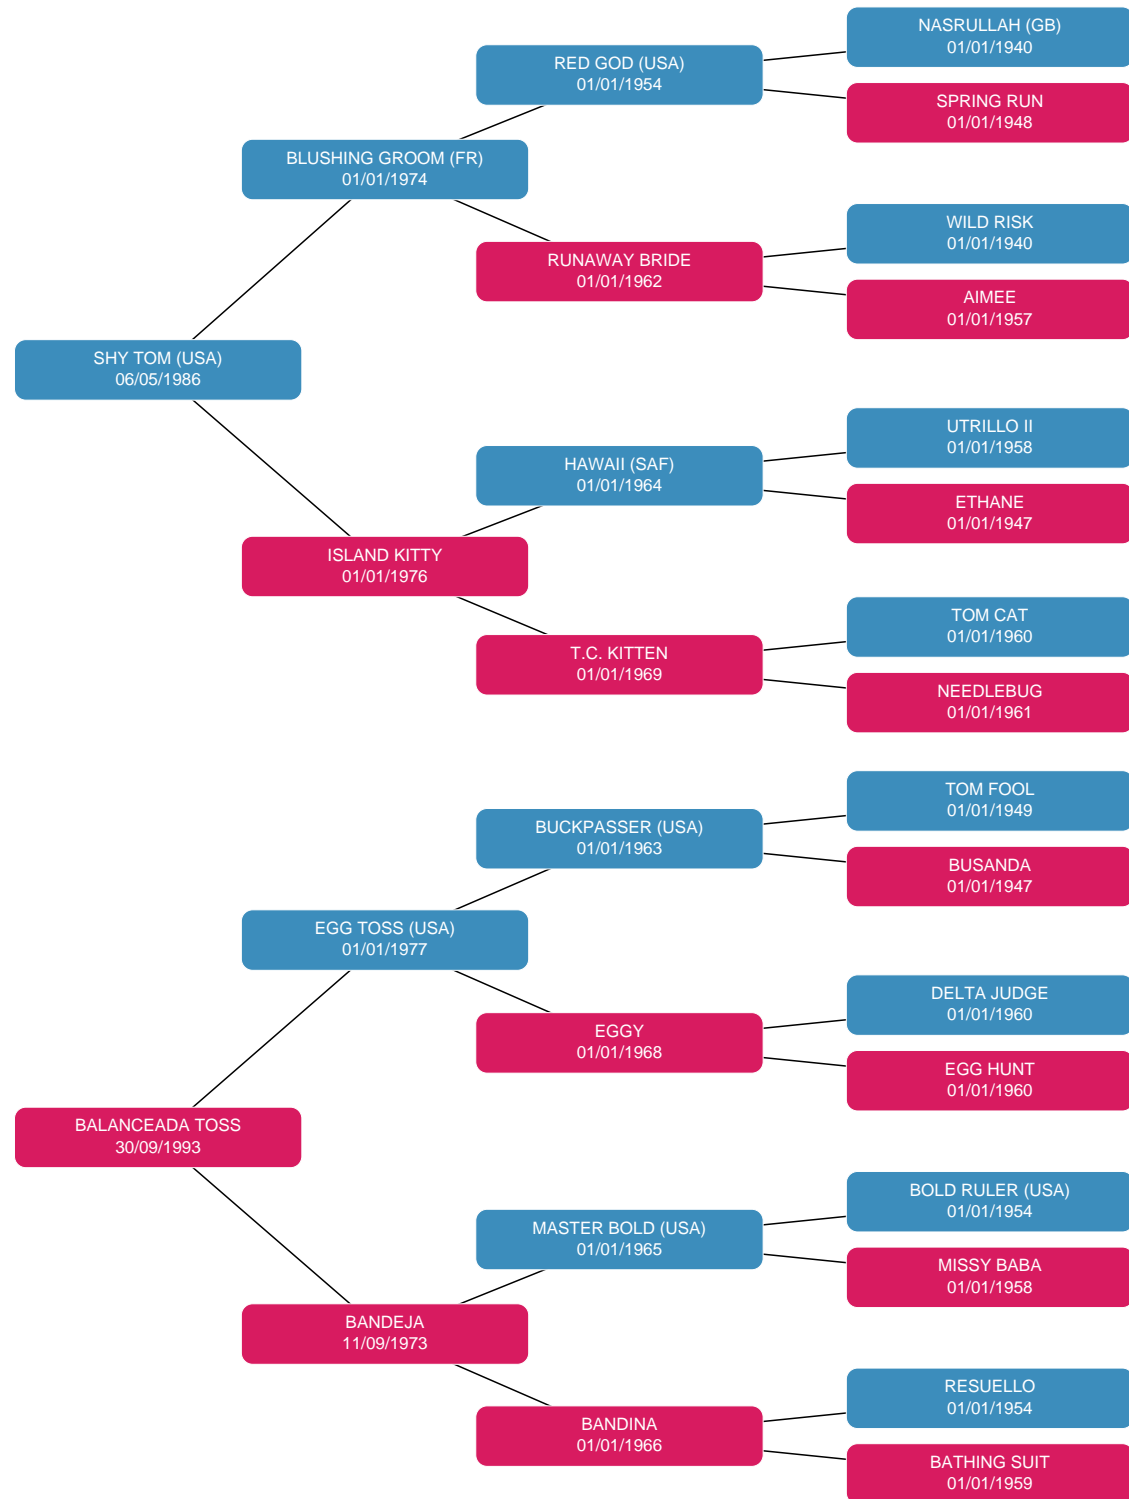 NASRULLAH (GB)
01/01/1940
RED GOD (USA)
01/01/1954
SPRING RUN
01/01/1948
BLUSHING GROOM (FR)
01/01/1974
WILD RISK
01/01/1940
RUNAWAY BRIDE
01/01/1962
AIMEE
01/01/1957
SHY TOM (USA)
06/05/1986
UTRILLO II
01/01/1958
HAWAII (SAF)
01/01/1964
ETHANE
01/01/1947
ISLAND KITTY
01/01/1976
TOM CAT
01/01/1960
T.C. KITTEN
01/01/1969
NEEDLEBUG
01/01/1961
TOM FOOL
01/01/1949
BUCKPASSER (USA)
01/01/1963
BUSANDA
01/01/1947
EGG TOSS (USA)
01/01/1977
DELTA JUDGE
01/01/1960
EGGY
01/01/1968
EGG HUNT
01/01/1960
BALANCEADA TOSS
30/09/1993
BOLD RULER (USA)
01/01/1954
MASTER BOLD (USA)
01/01/1965
MISSY BABA
01/01/1958
BANDEJA
11/09/1973
RESUELLO
01/01/1954
BANDINA
01/01/1966
BATHING SUIT
01/01/1959